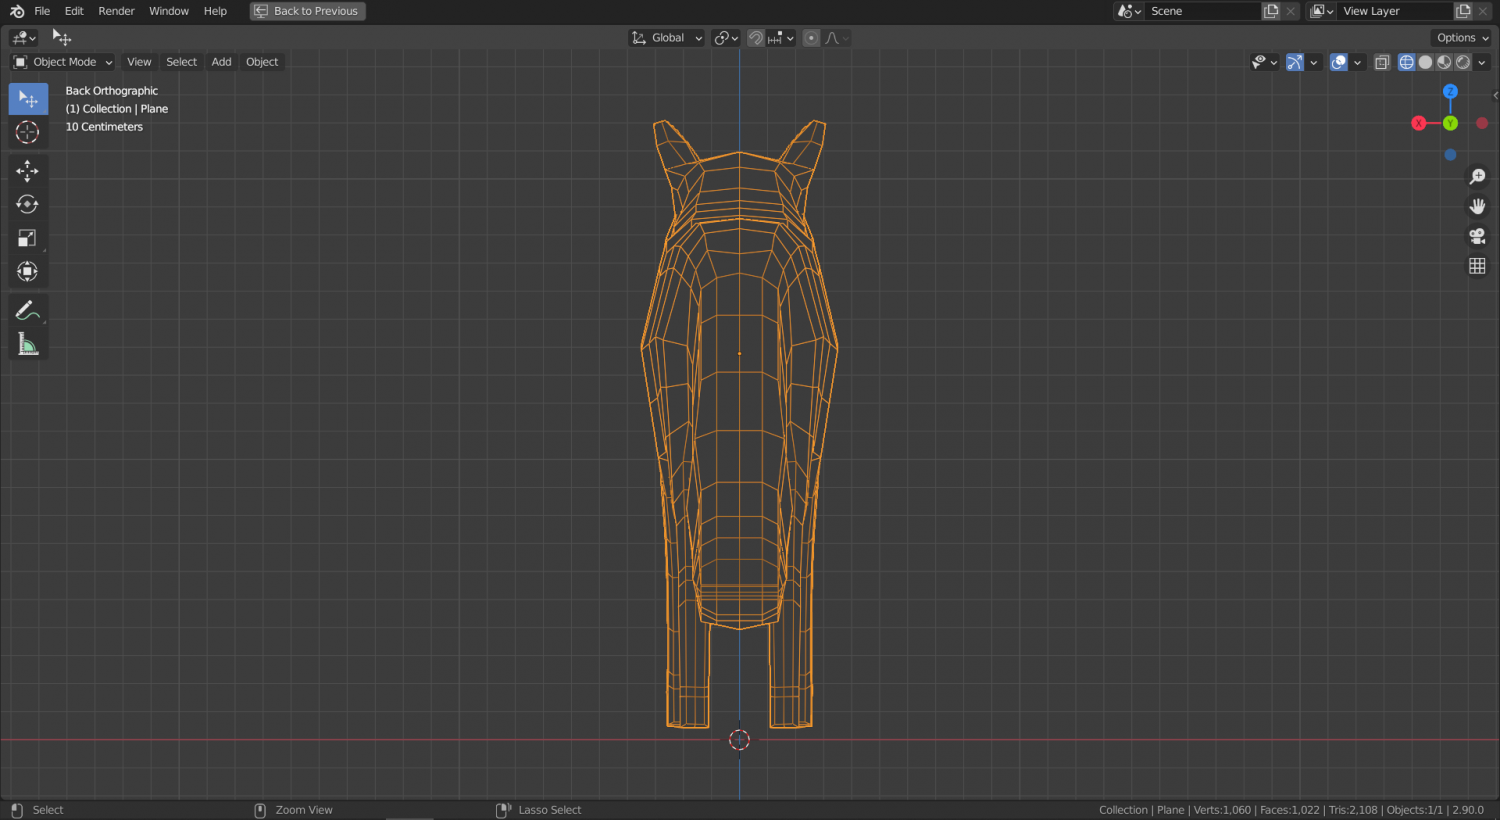 File Edit Render Window Help Back to Previous Scene View Layer
Global Options
Object Mode View Select Add Object
Back Orthographic
(1) Collection | Plane
10 Centimeters
Z
X Y
Select Zoom View Lasso Select Collection | Plane | Verts:1,060 | Faces:1,022 | Tris:2,108 | Objects:1/1 | 2.90.0